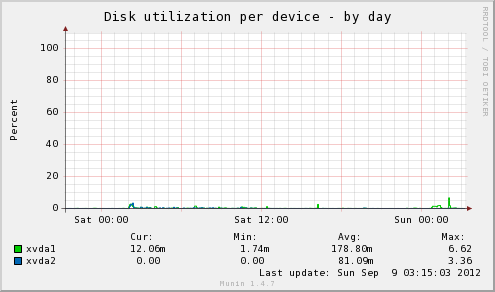 Disk utilization per device - by day
RRDTOOL / TOBI OETIKER
Percent
100
80
60
40
20
0
Sat 00:00 Sat 12:00 Sun 00:00
Cur: Min: Avg: Max:
xvda1 12.06m 1.74m 178.80m 6.62
xvda2 0.00 0.00 81.09m 3.36
Last update: Sun Sep 9 03:15:03 2012
Munin 1.4.7